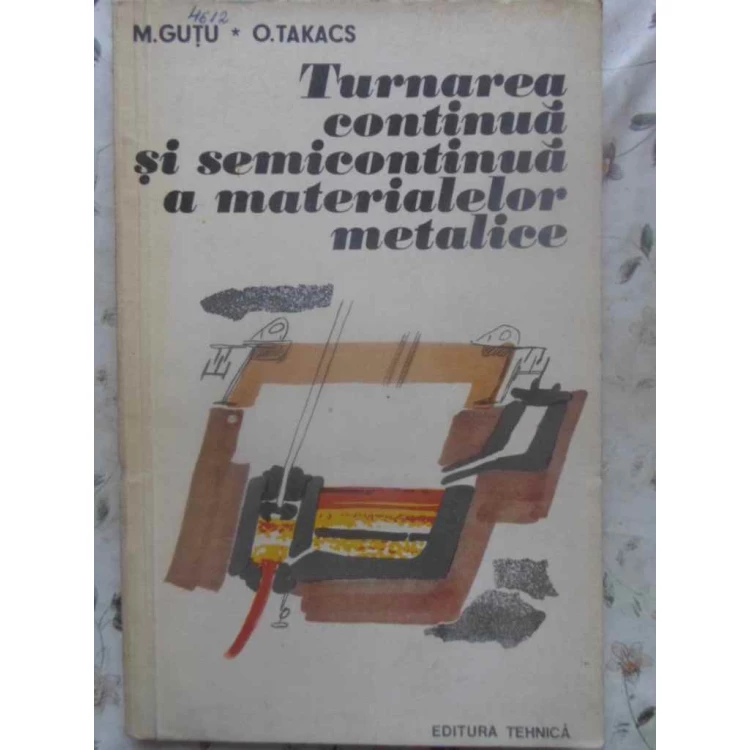 4612
M.GUȚU * O.TAKACS
Turnarea
continuă
și semicontinuă
a materialelor
metalice
EDITURA TEHNICĂ